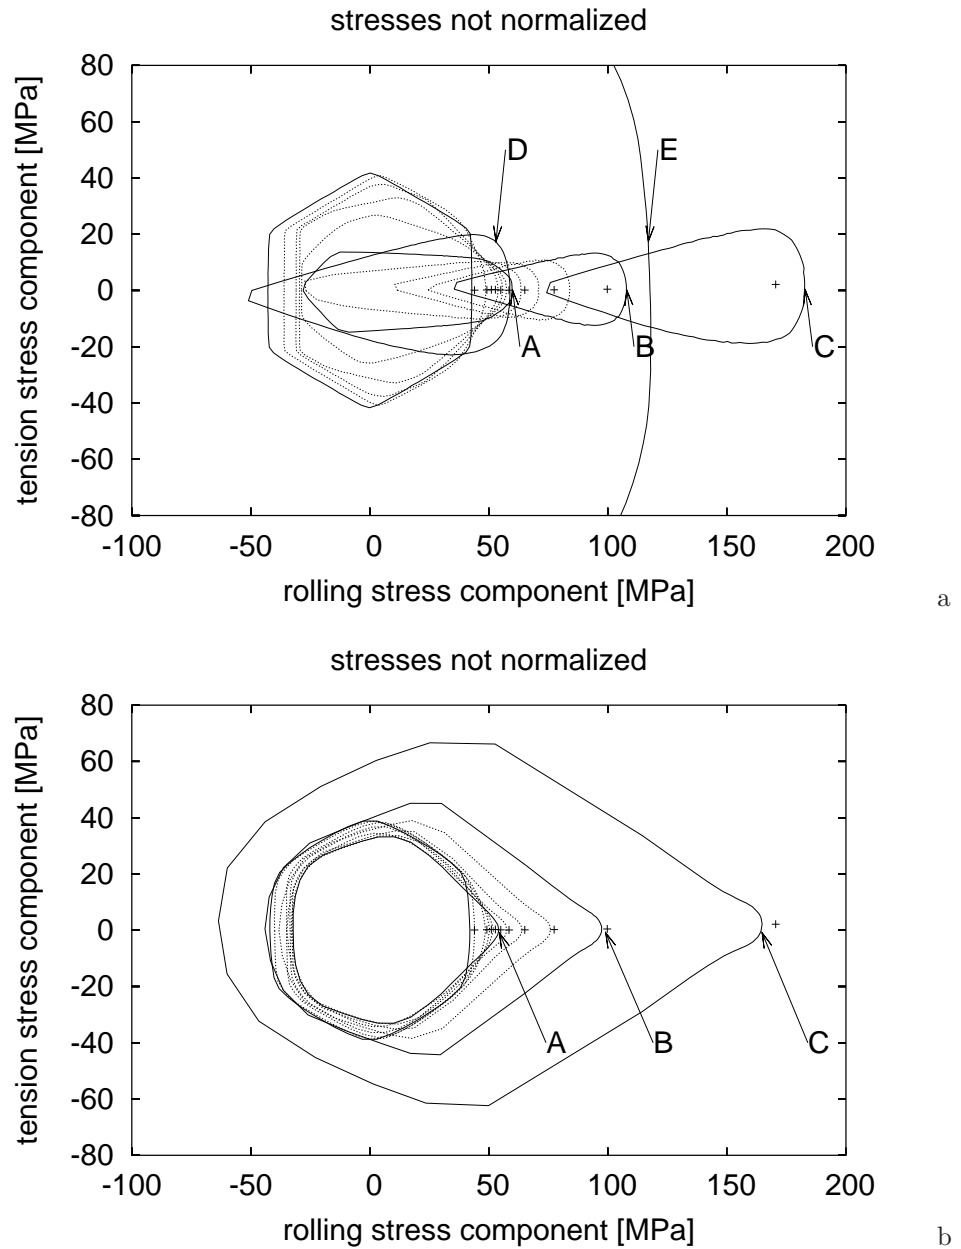 stresses not normalized
80
60
40
20
0
-20
-40
-60
-80
tension stress component [MPa]
D
E
A
B
C
-100
-50
0
50
100
150
200
rolling stress component [MPa]
a
stresses not normalized
80
60
40
20
0
-20
-40
-60
-80
tension stress component [MPa]
A
B
C
-100
-50
0
50
100
150
200
rolling stress component [MPa]
b